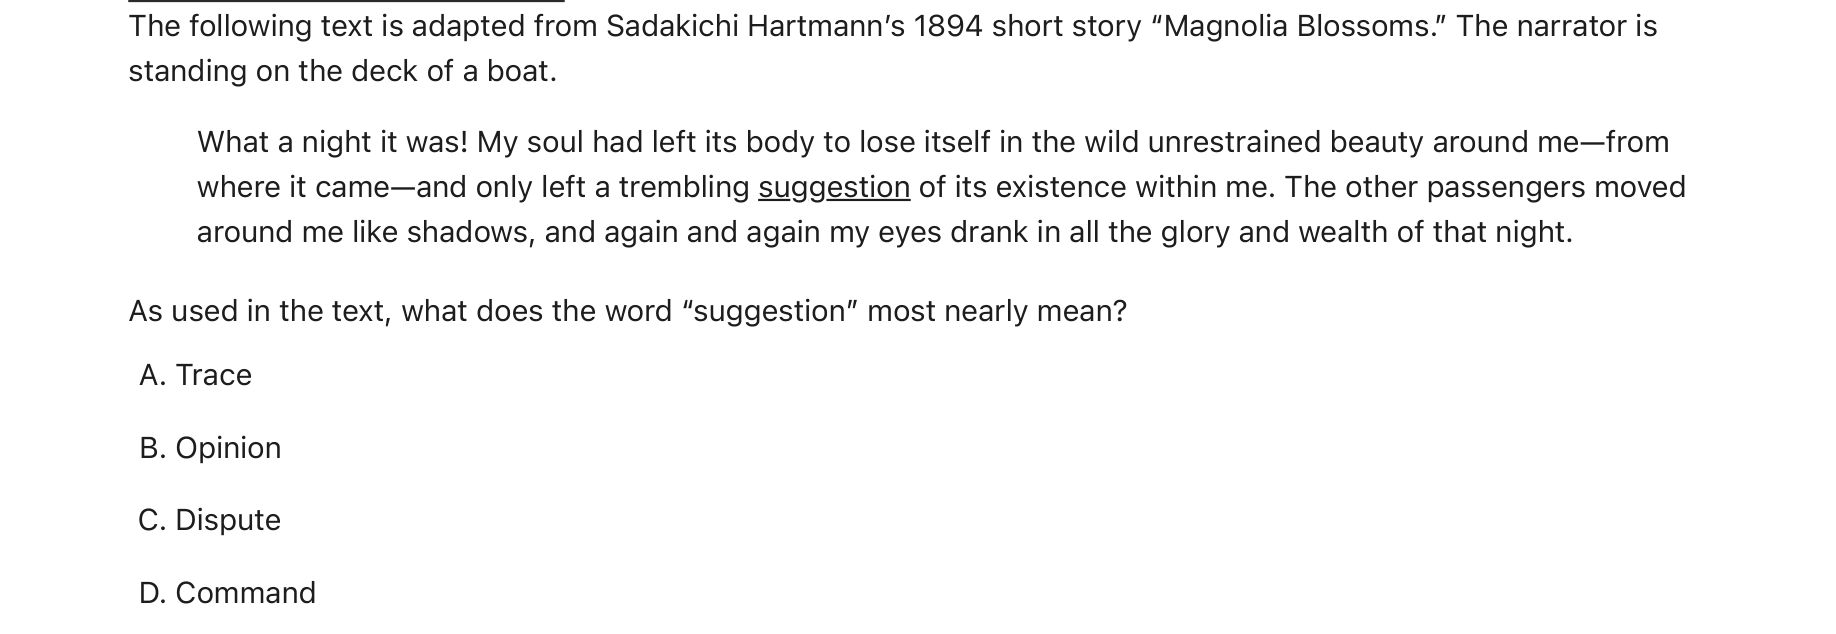 The following text is adapted from Sadakichi Hartmann’s 1894 short story “Magnolia Blossoms.” The narrator is
standing on the deck of a boat.
What a night it was! My soul had left its body to lose itself in the wild unrestrained beauty around me—from
where it came—and only left a trembling suggestion of its existence within me. The other passengers moved
around me like shadows, and again and again my eyes drank in all the glory and wealth of that night.
As used in the text, what does the word “suggestion” most nearly mean?
A. Trace
B. Opinion
C. Dispute
D. Command